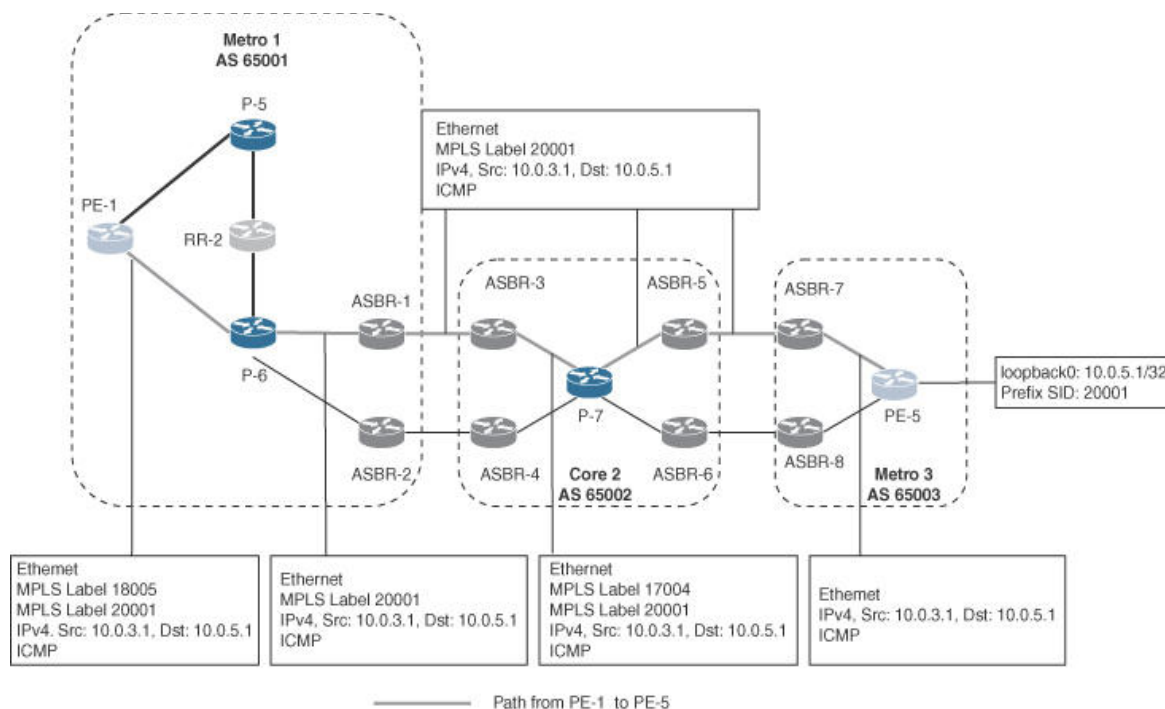 Metro 1
AS 65001
P-5
PE-1
RR-2
P-6
ASBR-1
ASBR-2
Ethernet
MPLS Label 20001
IPv4, Src: 10.0.3.1, Dst: 10.0.5.1
ICMP
ASBR-3
ASBR-5
P-7
ASBR-4
ASBR-6
Core 2
AS 65002
ASBR-7
PE-5
ASBR-8
Metro 3
AS 65003
loopback0: 10.0.5.1/32
Prefix SID: 20001
Ethernet
MPLS Label 18005
MPLS Label 20001
IPv4. Src: 10.0.3.1, Dst: 10.0.5.1
ICMP
Ethernet
MPLS Label 20001
IPv4, Src: 10.0.3.1, Dst: 10.0.5.1
ICMP
Ethernet
MPLS Label 17004
MPLS Label 20001
IPv4, Src: 10.0.3.1, Dst: 10.0.5.1
ICMP
Ethernet
IPv4, Src: 10.0.3.1, Dst: 10.0.5.1
ICMP
Path from PE-1 to PE-5